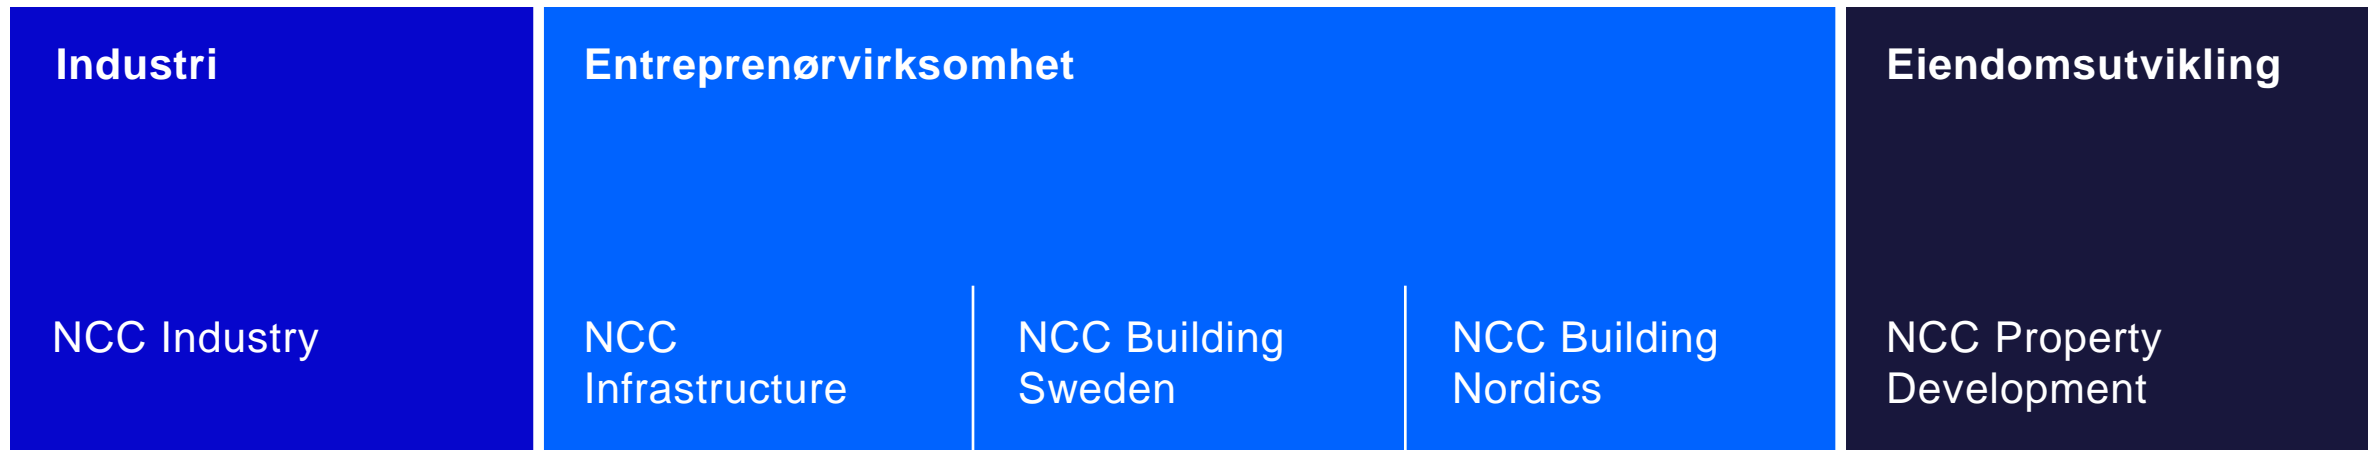 Industri
Entreprenørvirksomhet
Eiendomsutvikling
NCC Industry
NCC
Infrastructure
NCC Building
Sweden
NCC Building
Nordics
NCC Property
Development